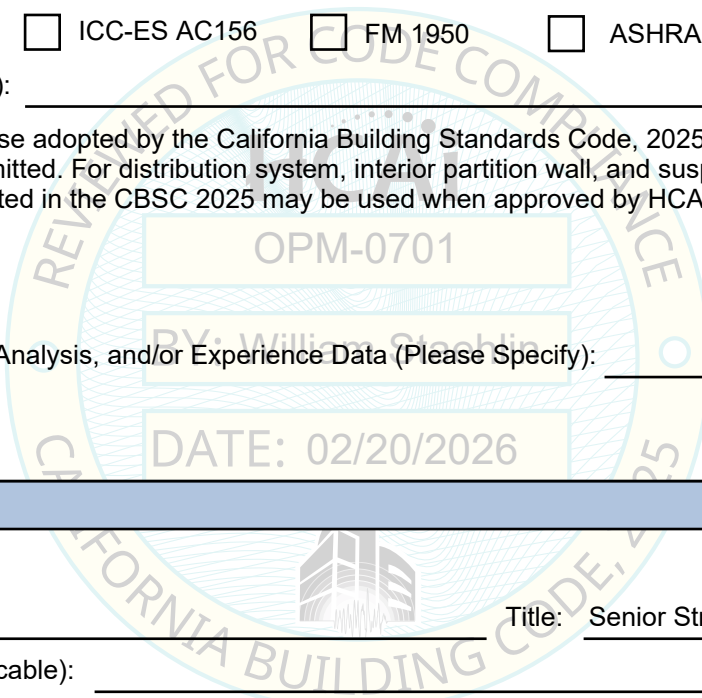 ICC-ES AC156 FM 1950 ASHRA
REVIEWED FOR CODE COMPLIANCE
):
se adopted by the California Building Standards Code, 2025
HCAi
mitted. For distribution system, interior partition wall, and susp
ted in the CBSC 2025 may be used when approved by HCA
OPM-0701
BY: William Staehlin
Analysis, and/or Experience Data (Please Specify):
DATE: 02/20/2026
CALIFORNIA BUILDING CODE, 2025
Title: Senior Str
cable):